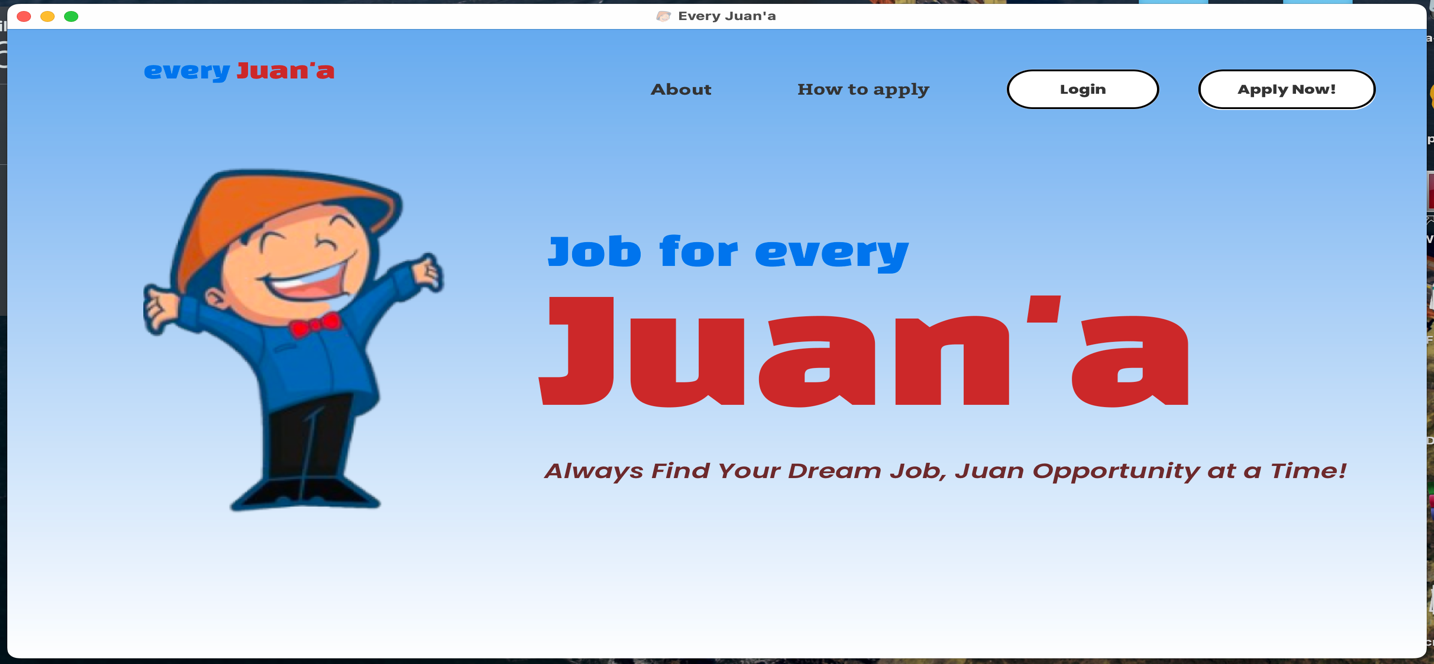 Every Juan'a
every Juan'a
About
How to apply
Login
Apply Now!
Job for every
Juan'a
Always Find Your Dream Job, Juan Opportunity at a Time!